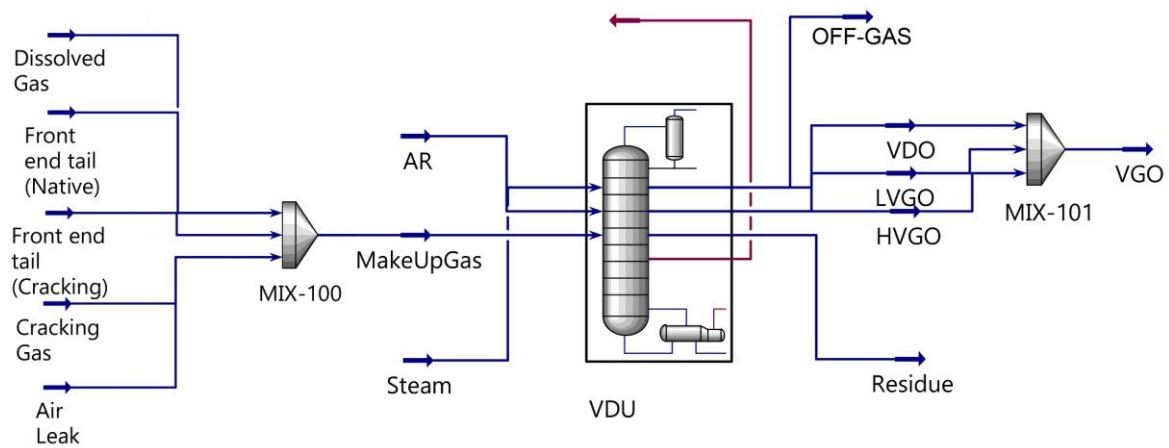 Dissolved
Gas
Front
end tail
(Native)
Front end
tail
(Cracking)
Cracking
Gas
Air
Leak
MIX-100
MakeUpGas
AR
Steam
VDU
OFF-GAS
VDO
LVGO
HVGO
Residue
MIX-101
VGO